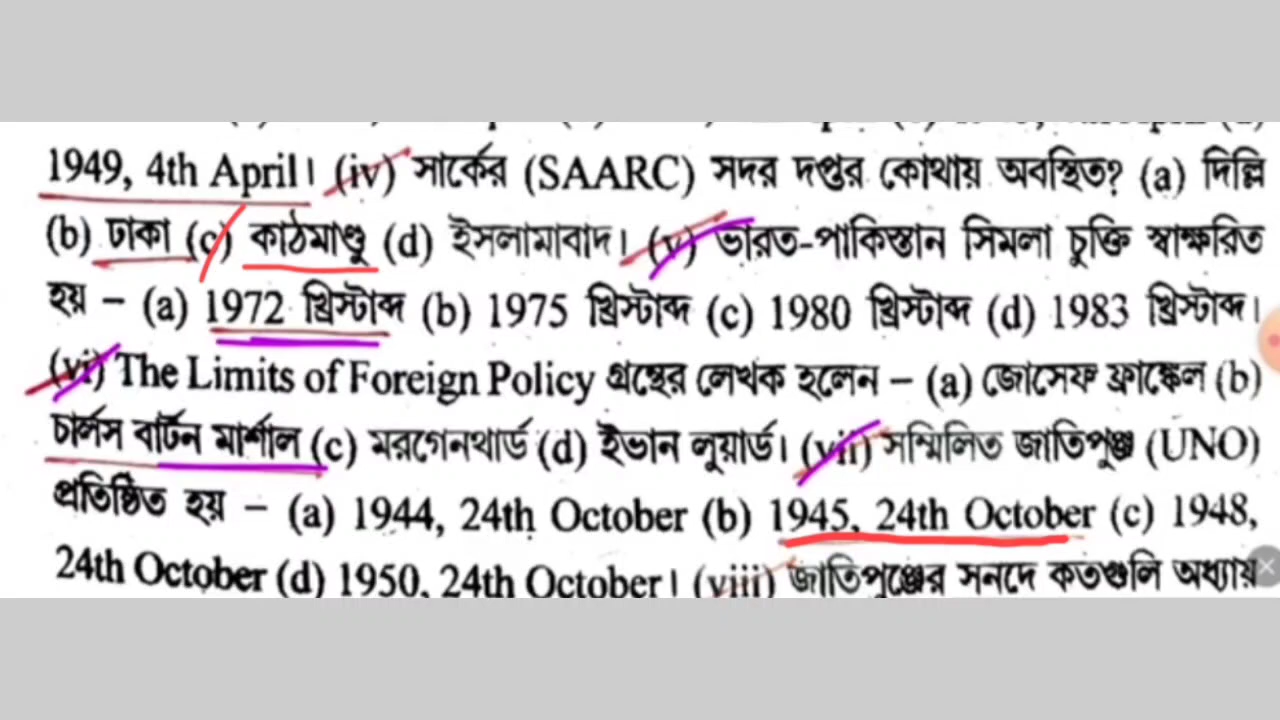 1949, 4th April। (iv) সার্কের (SAARC) সদর দপ্তর কোথায় অবস্থিত? (a) দিল্লি
(b) ঢাকা (c) কাঠমাণ্ডু (d) ইসলামাবাদ। (v) ভারত-পাকিস্তান সিমলা চুক্তি স্বাক্ষরিত
হয় – (a) 1972 খ্রিস্টাব্দ (b) 1975 খ্রিস্টাব্দ (c) 1980 খ্রিস্টাব্দ (d) 1983 খ্রিস্টাব্দ।
(vi) The Limits of Foreign Policy গ্রন্থের লেখক হলেন – (a) জোসেফ ফ্রাঙ্কেল (b)
চার্লস বার্টন মার্শাল (c) মরগেনথার্ড (d) ইভান লুয়ার্ড। (vii) সম্মিলিত জাতিপুঞ্জ (UNO)
প্রতিষ্ঠিত হয় – (a) 1944, 24th October (b) 1945, 24th October (c) 1948,
24th October (d) 1950, 24th October। (viii) জাতিপুঞ্জের সনদে কতগুলি অধ্যায়